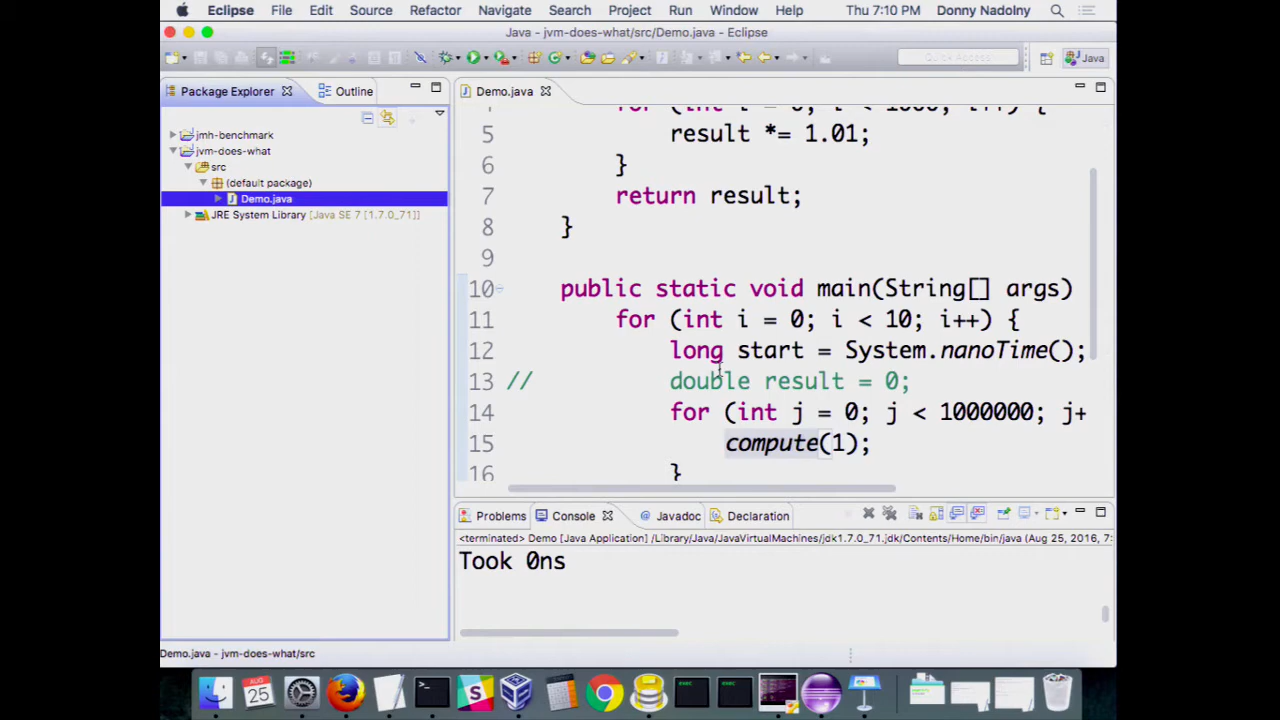 Eclipse File Edit Source Refactor Navigate Search Project Run Window Help Thu 7:10 PM Donny Nadolny
Java - jvm-does-what/src/Demo.java - Eclipse
Quick Access
Java
Package Explorer
Outline
jmh-benchmark
jvm-does-what
src
(default package)
Demo.java
JRE System Library [Java SE 7 [1.7.0_71]
Demo.java
5 result *= 1.01;
6 }
7 return result;
8 }
9
10 public static void main(String[] args)
11 for (int i = 0; i < 10; i++) {
12 long start = System.nanoTime();
13 // double result = 0;
14 for (int j = 0; j < 1000000; j+
15 compute(1);
16 }
Problems Console Javadoc Declaration
<terminated> Demo [Java Application] /Library/Java/JavaVirtualMachines/jdk1.7.0_71.jdk/Contents/Home/bin/java (Aug 25, 2016, 7:
Took 0ns
Demo.java - jvm-does-what/src
AUG
25
exec
exec